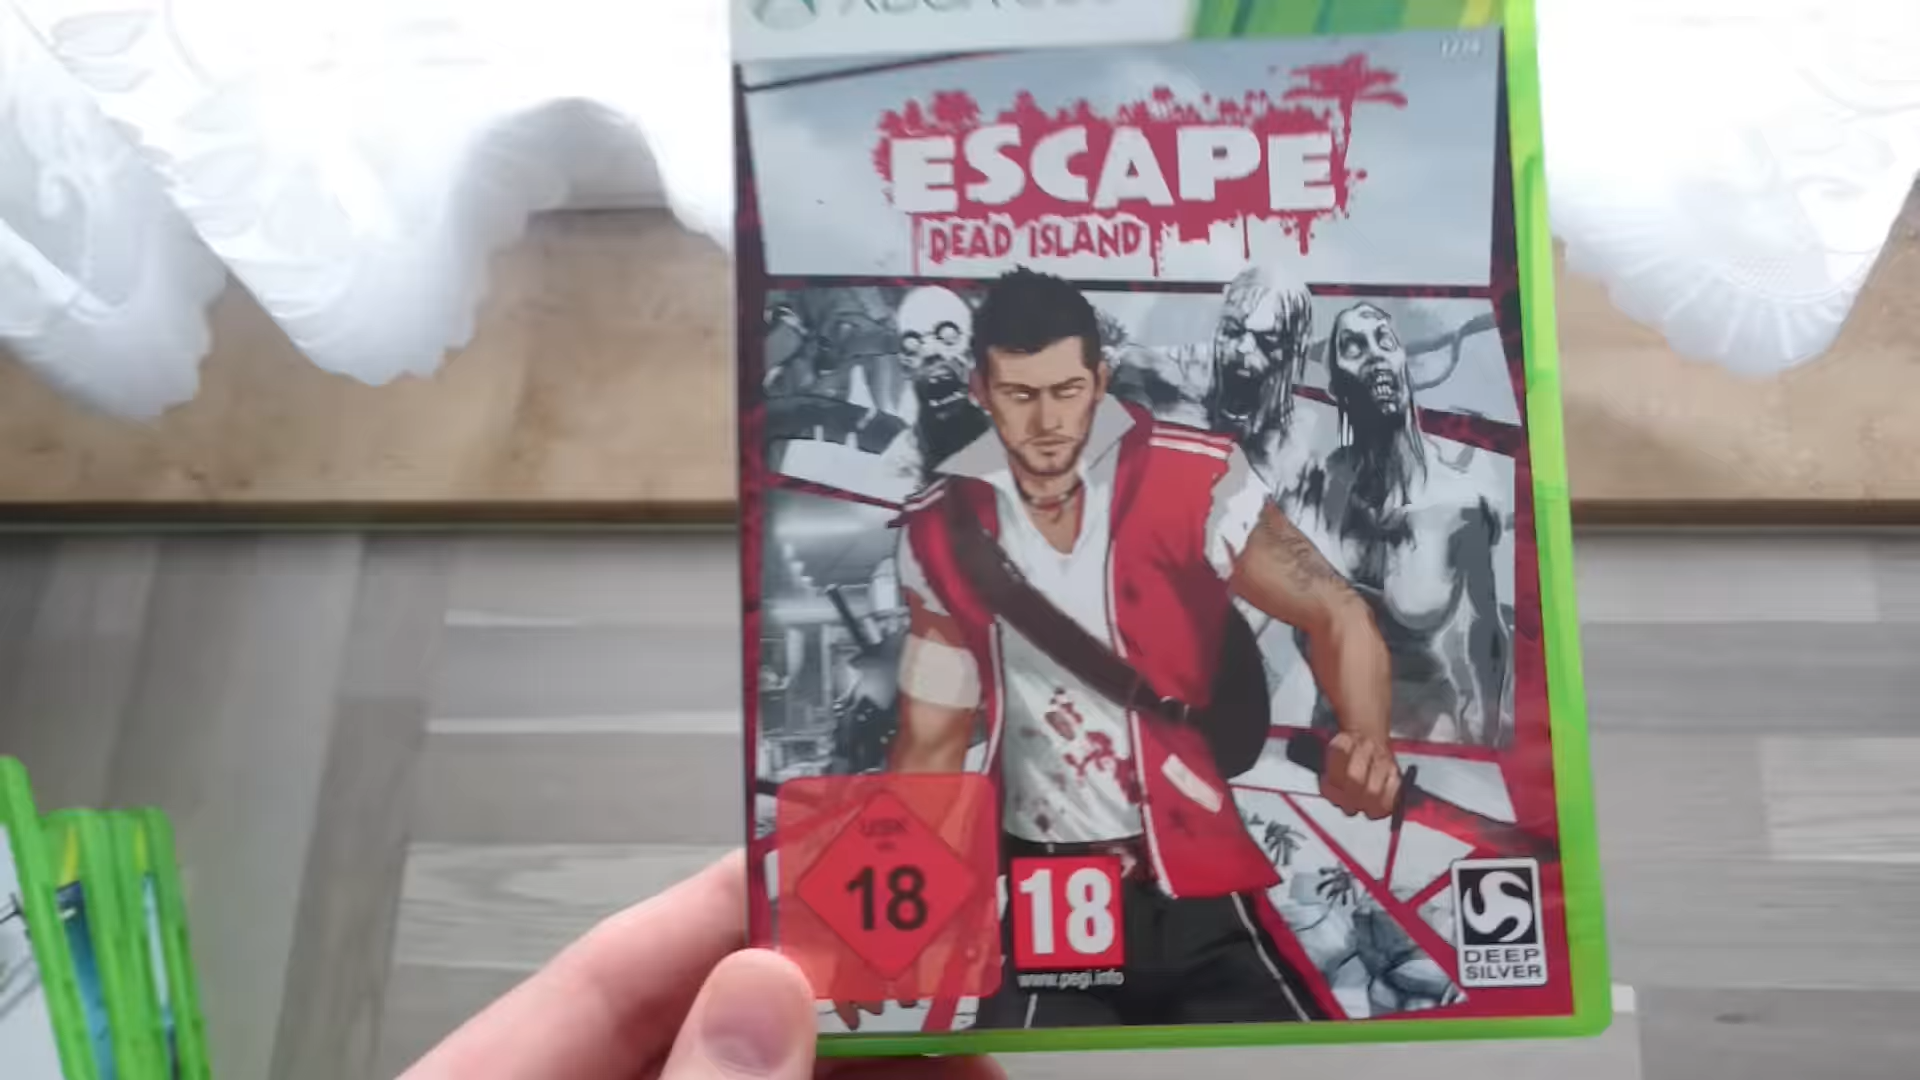 ESCAPE
DEAD ISLAND
USK
18
18
www.pegi.info
DEEP
SILVER